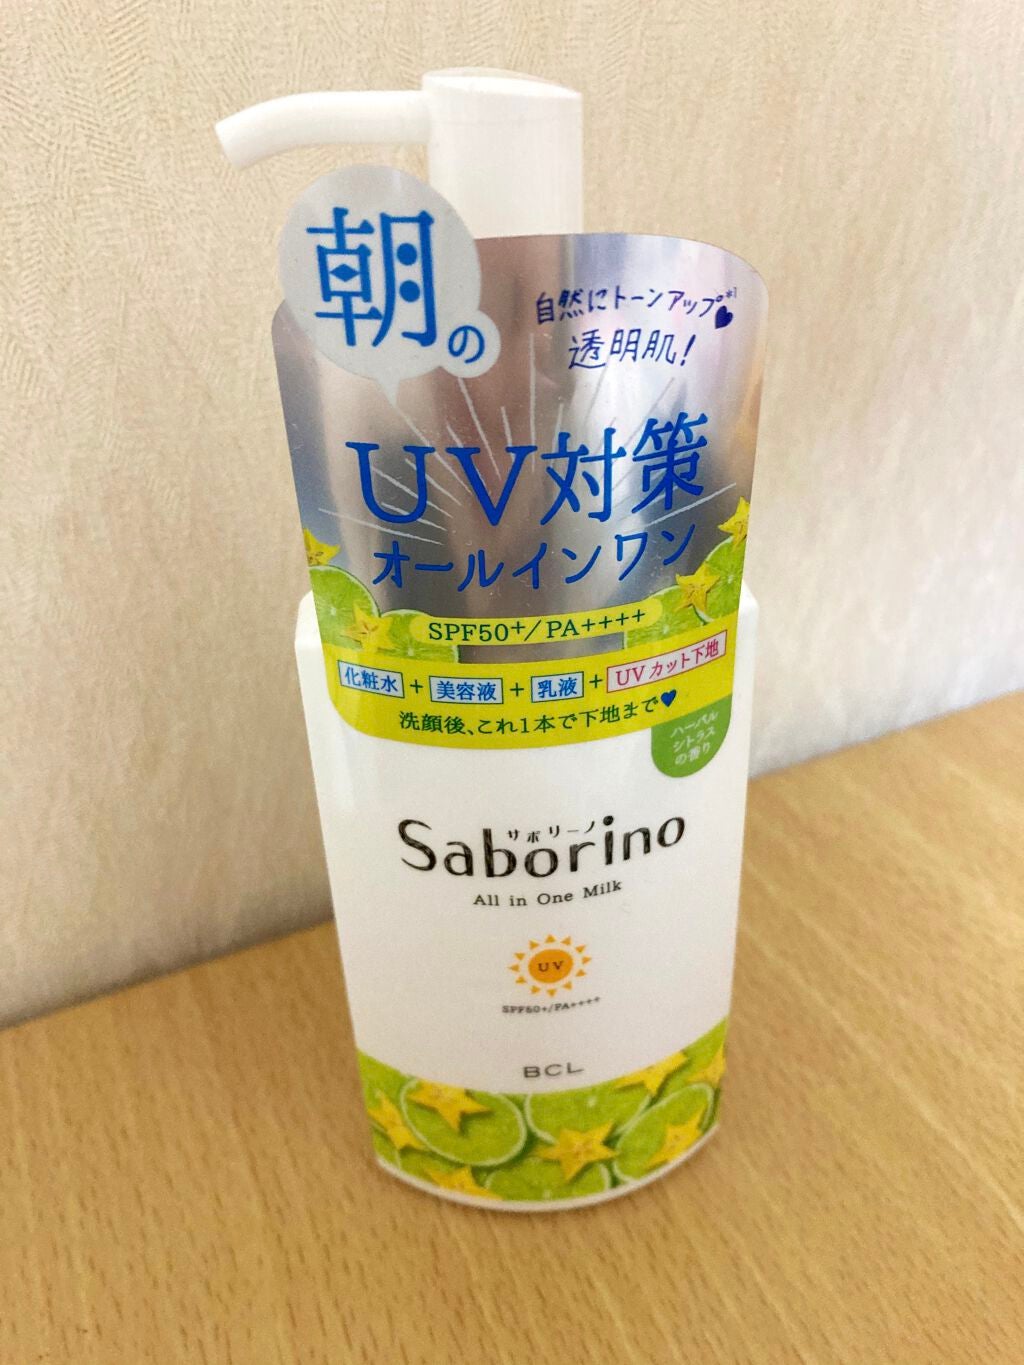 朝の
自然にトーンアップ*1♥
透明肌!
UV対策
オールインワン
SPF50+/PA++++
化粧水+美容液+乳液+UVカット下地
洗顔後、これ1本で下地まで♥
ハーバル
シトラス
の香り
サボリーノ
Saborino
All in One Milk
UV
SPF50+/PA++++
BCL